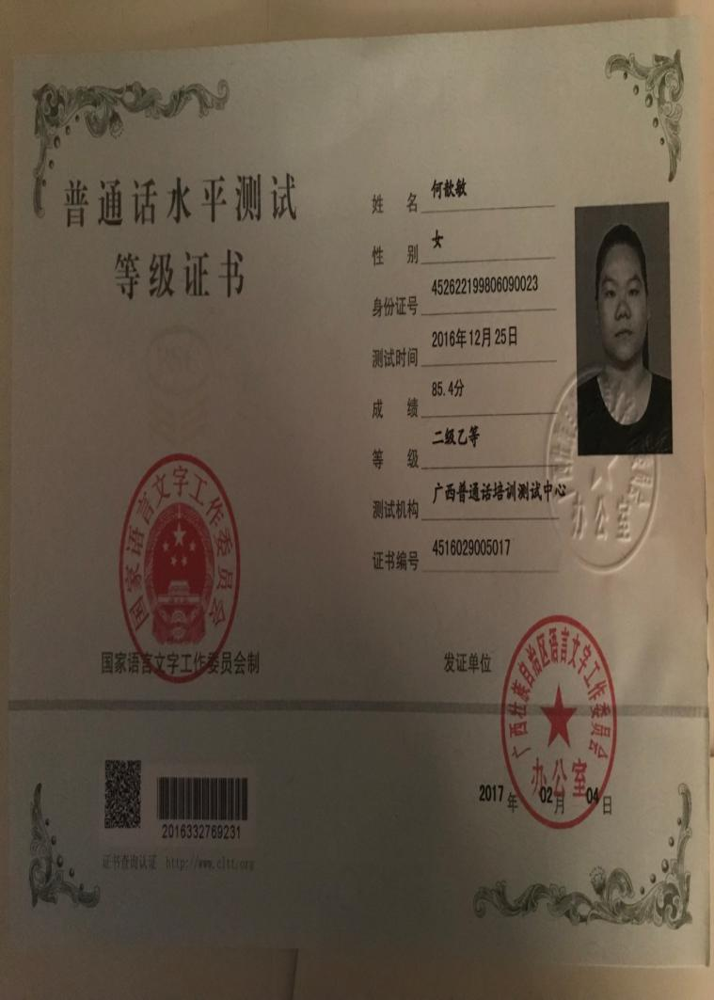 普通话水平测试
等级证书
姓 名 何歆敏
性 别 女
身份证号 452622199806090023
测试时间 2016年12月25日
成 绩 85.4分
等 级 二级乙等
测试机构 广西普通话培训测试中心
证书编号 4516029005017
办公室
国家语言文字工作委员会
国家语言文字工作委员会制
发证单位
广西壮族自治区语言文字工作委员会
办公室
2017年02月04日
2016332769231
证书查询认证 http://www.cltt.org